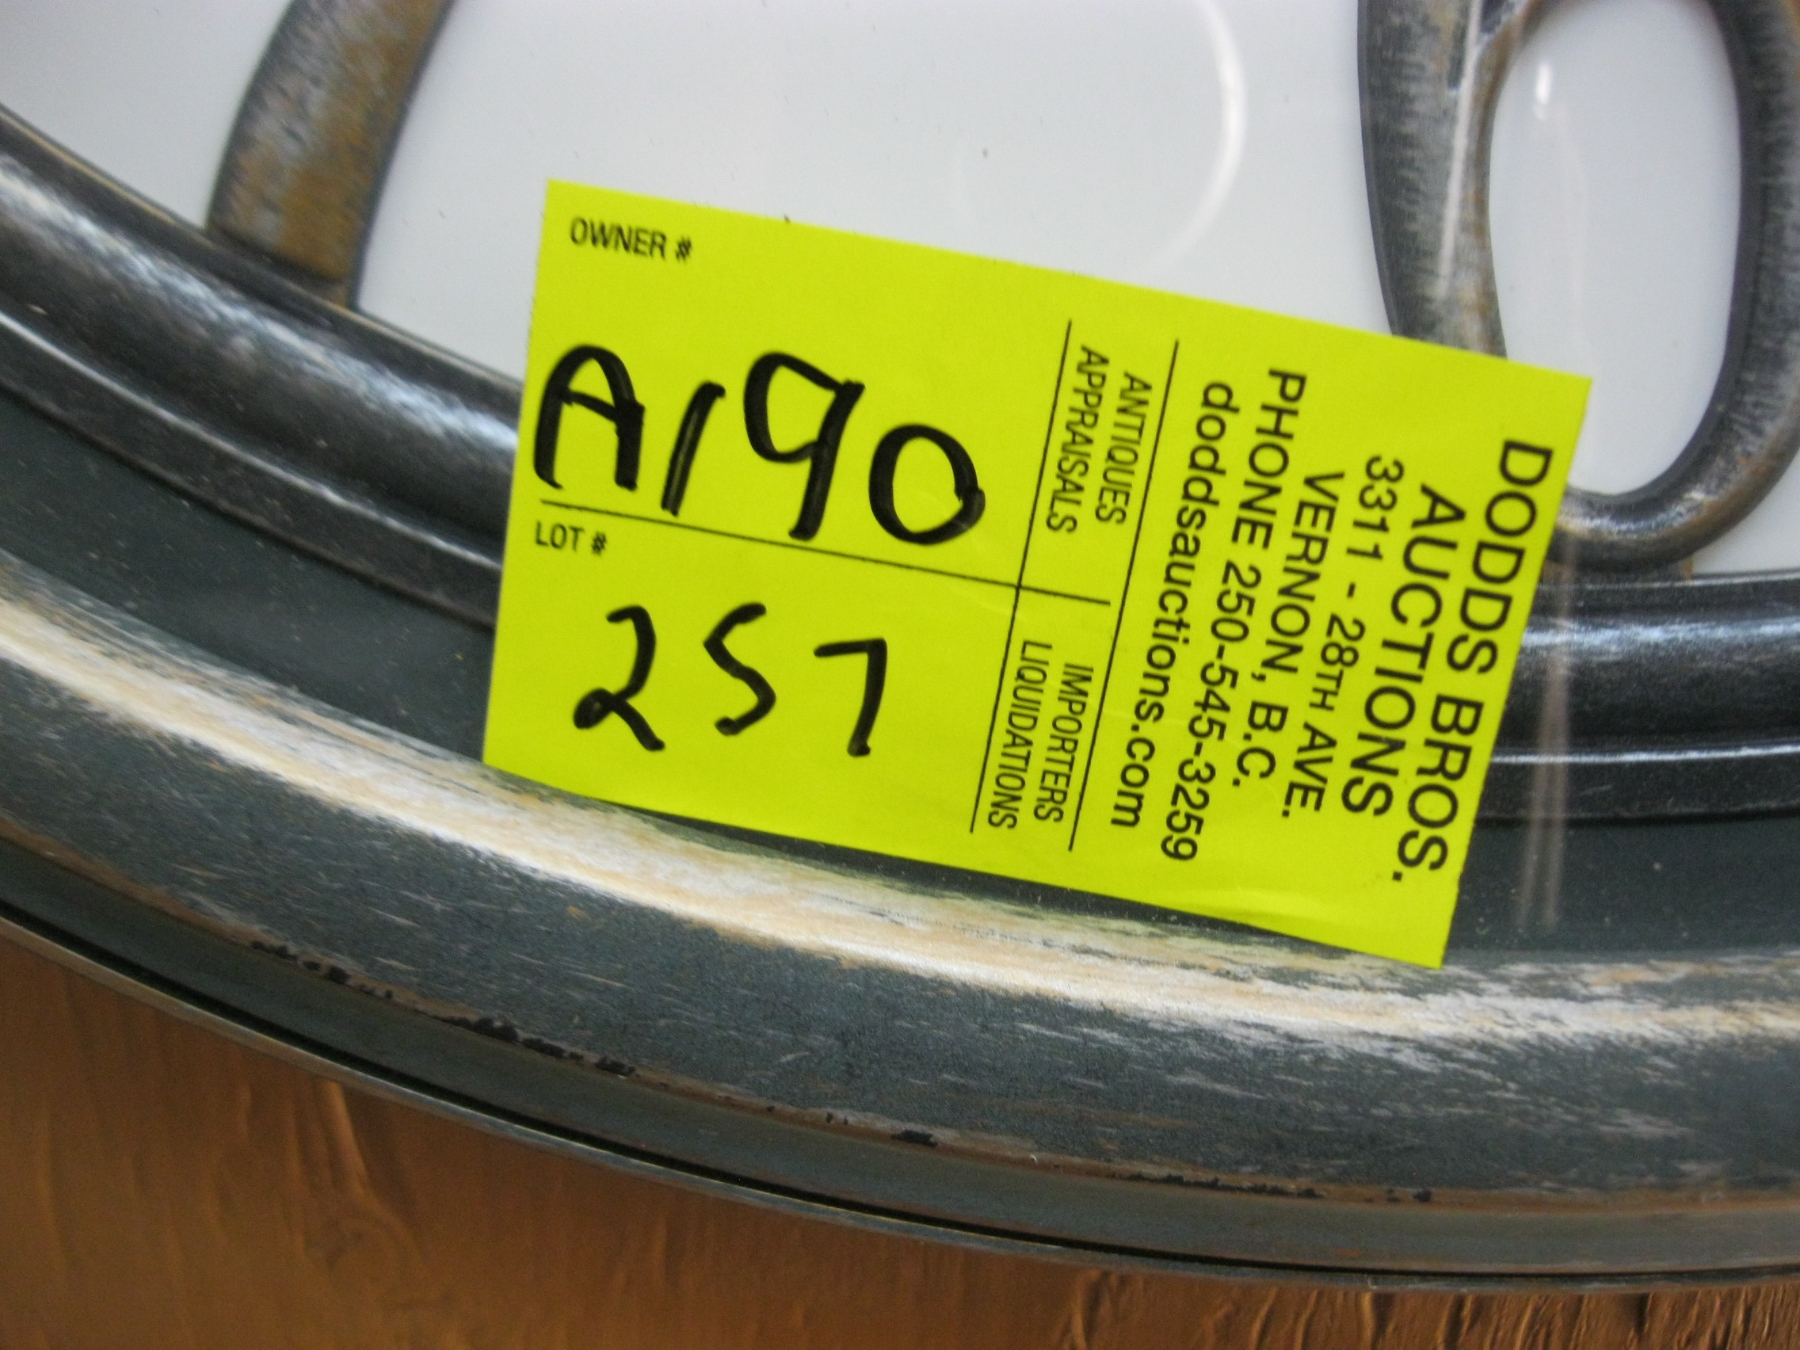 OWNER #
A190
LOT #
257
ANTIQUES
APPRAISALS
IMPORTERS
LIQUIDATIONS
DODDS BROS.
AUCTIONS
3311 - 28TH AVE.
VERNON, B.C.
PHONE 250-545-3259
doddsauctions.com